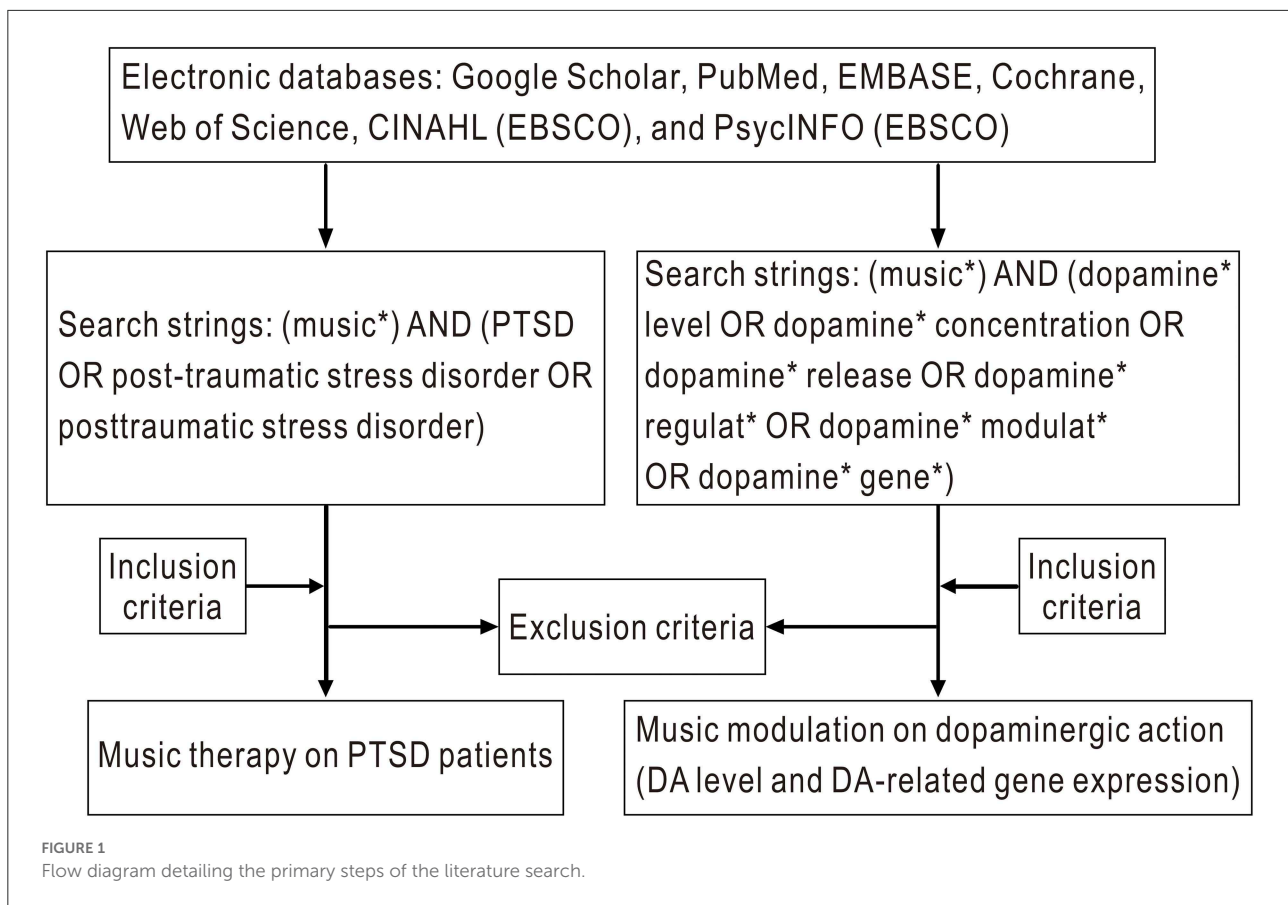 Electronic databases: Google Scholar, PubMed, EMBASE, Cochrane,
Web of Science, CINAHL (EBSCO), and PsycINFO (EBSCO)
Search strings: (music*) AND (PTSD
OR post-traumatic stress disorder OR
posttraumatic stress disorder)
Search strings: (music*) AND (dopamine*
level OR dopamine* concentration OR
dopamine* release OR dopamine*
regulat* OR dopamine* modulat*
OR dopamine* gene*)
Inclusion
criteria
Exclusion criteria
Inclusion
criteria
Music therapy on PTSD patients
Music modulation on dopaminergic action
(DA level and DA-related gene expression)
FIGURE 1
Flow diagram detailing the primary steps of the literature search.